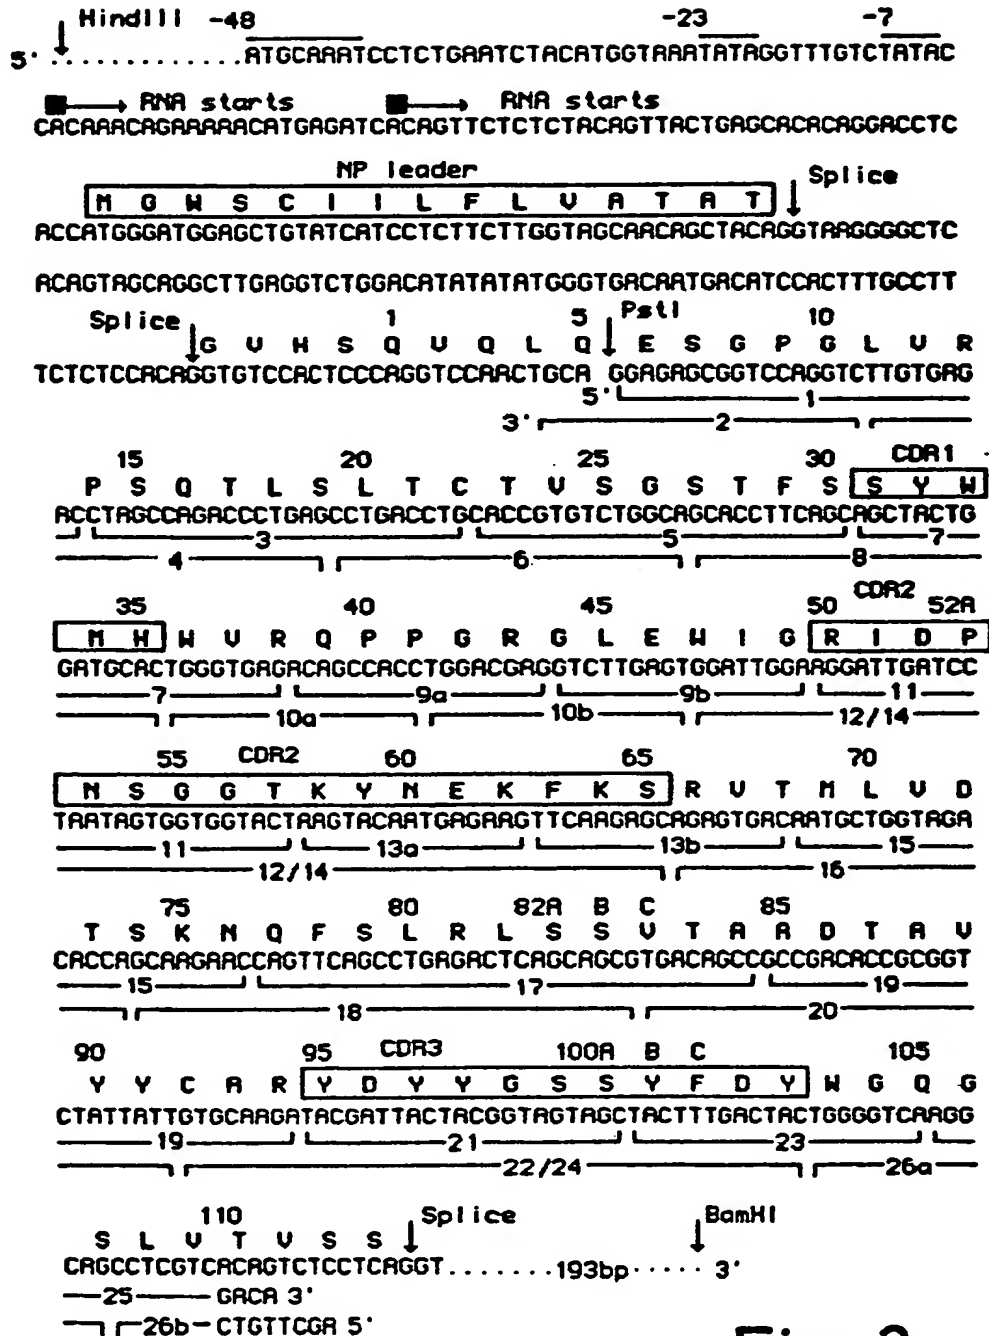 HindIII -48 -23 -7
5' .............ATGCAAATCCTCTGAATCTACATGGTAAATATAGGTTTGTCTATAC
RNA starts RNA starts
CACAAACAGAAAAACATGAGATCACAGTTCTCTCTACAGTTACTGAGCACACAGGACCTC
NP leader Splice
M G W S C I I L F L V A T A T
ACCATGGGATGGAGCTGTATCATCCTCTTCTTGGTAGCAACAGCTACAGGTAAGGGGCTC
ACAGTAGCAGGCTTGAGGTCTGGACATATATATGGGTGACAATGACATCCACTTTGCCTT
Splice 1 5 PstI 10
G V H S Q V Q L Q E S G P G L V R
TCTCTCCACAGGTGTCCACTCCCAGGTCCAACTGCA GGAGAGCGGTCCAGGTCTTGTGAG
5' 1
3' 2
15 20 25 30 CDR1
P S Q T L S L T C T V S G S T F S S Y W
ACCTAGCCAGACCCTGAGCCTGACCTGCACCGTGTCTGGCAGCACCTTCAGCAGCTACTG
3 5 7
4 6 8
35 40 45 50 CDR2 52A
M H W V R Q P P G R G L E W I G R I D P
GATGCACTGGGTGAGACAGCCACCTGGACGAGGTCTTGAGTGGATTGGAAGGATTGATCC
7 9a 9b 11
10a 10b 12/14
55 CDR2 60 65 70
N S G G T K Y N E K F K S R V T M L V D
TAATAGTGGTGGTACTAAGTACAATGAGAAGTTCAAGAGCAGAGTGACAATGCTGGTAGA
11 13a 13b 15
12/14 16
75 80 82A B C 85
T S K N Q F S L R L S S V T A A D T A V
CACCAGCAAGAACCAGTTCAGCCTGAGACTCAGCAGCGTGACAGCCGCCGACACCGCGGT
15 17 19
18 20
90 95 CDR3 100A B C 105
Y Y C A R Y D Y Y G S S Y F D Y W G Q G
CTATTATTGTGCAAGATACGATTACTACGGTAGTAGCTACTTTGACTACTGGGGTCAAGG
19 21 23
22/24 26a
110 Splice BamHI
S L V T V S S
CAGCCTCGTCACAGTCTCCTCAGGT.......193bp..... 3'
25 GACA 3'
26b CTGTTCGA 5'